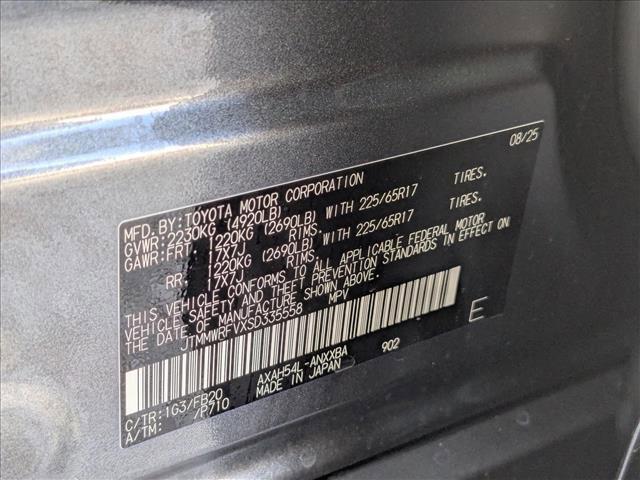 08/25
MFD. BY: TOYOTA MOTOR CORPORATION
GVWR: 2230KG (4920LB)
GAWR: FRT 1220KG (2690LB) WITH 225/65R17 TIRES.
17X7J RIMS.
RR 1220KG (2690LB) WITH 225/65R17 TIRES.
17X7J RIMS.
THIS VEHICLE CONFORMS TO ALL APPLICABLE FEDERAL MOTOR
VEHICLE SAFETY AND THEFT PREVENTION STANDARDS IN EFFECT ON
THE DATE OF MANUFACTURE SHOWN ABOVE.
JTMMWRFVXSD335558 MPV
E
C/TR: 1G3/FB20 AXAH54L-ANXXBA 902
A/TM: /P710 MADE IN JAPAN